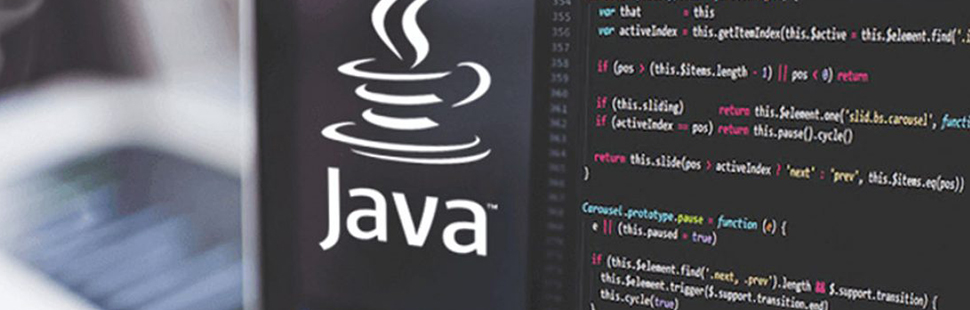 Java™
354
355
356
357
358
359
360
361
362
363
364
365
var that = this
var activeIndex = this.getItemIndex(this.$active = this.$element.find('.i
if (pos > (this.$items.length - 1) || pos < 0) return
if (this.sliding) return this.$element.one('slid.bs.carousel', functi
if (activeIndex == pos) return this.pause().cycle()
return this.slide(pos > activeIndex ? 'next' : 'prev', this.$items.eq(pos))
}
Carousel.prototype.pause = function (e) {
e || (this.paused = true)
if (this.$element.find('.next, .prev').length && $.support.transition) {
this.$element.trigger($.support.transition.end)
this.cycle(true)
}